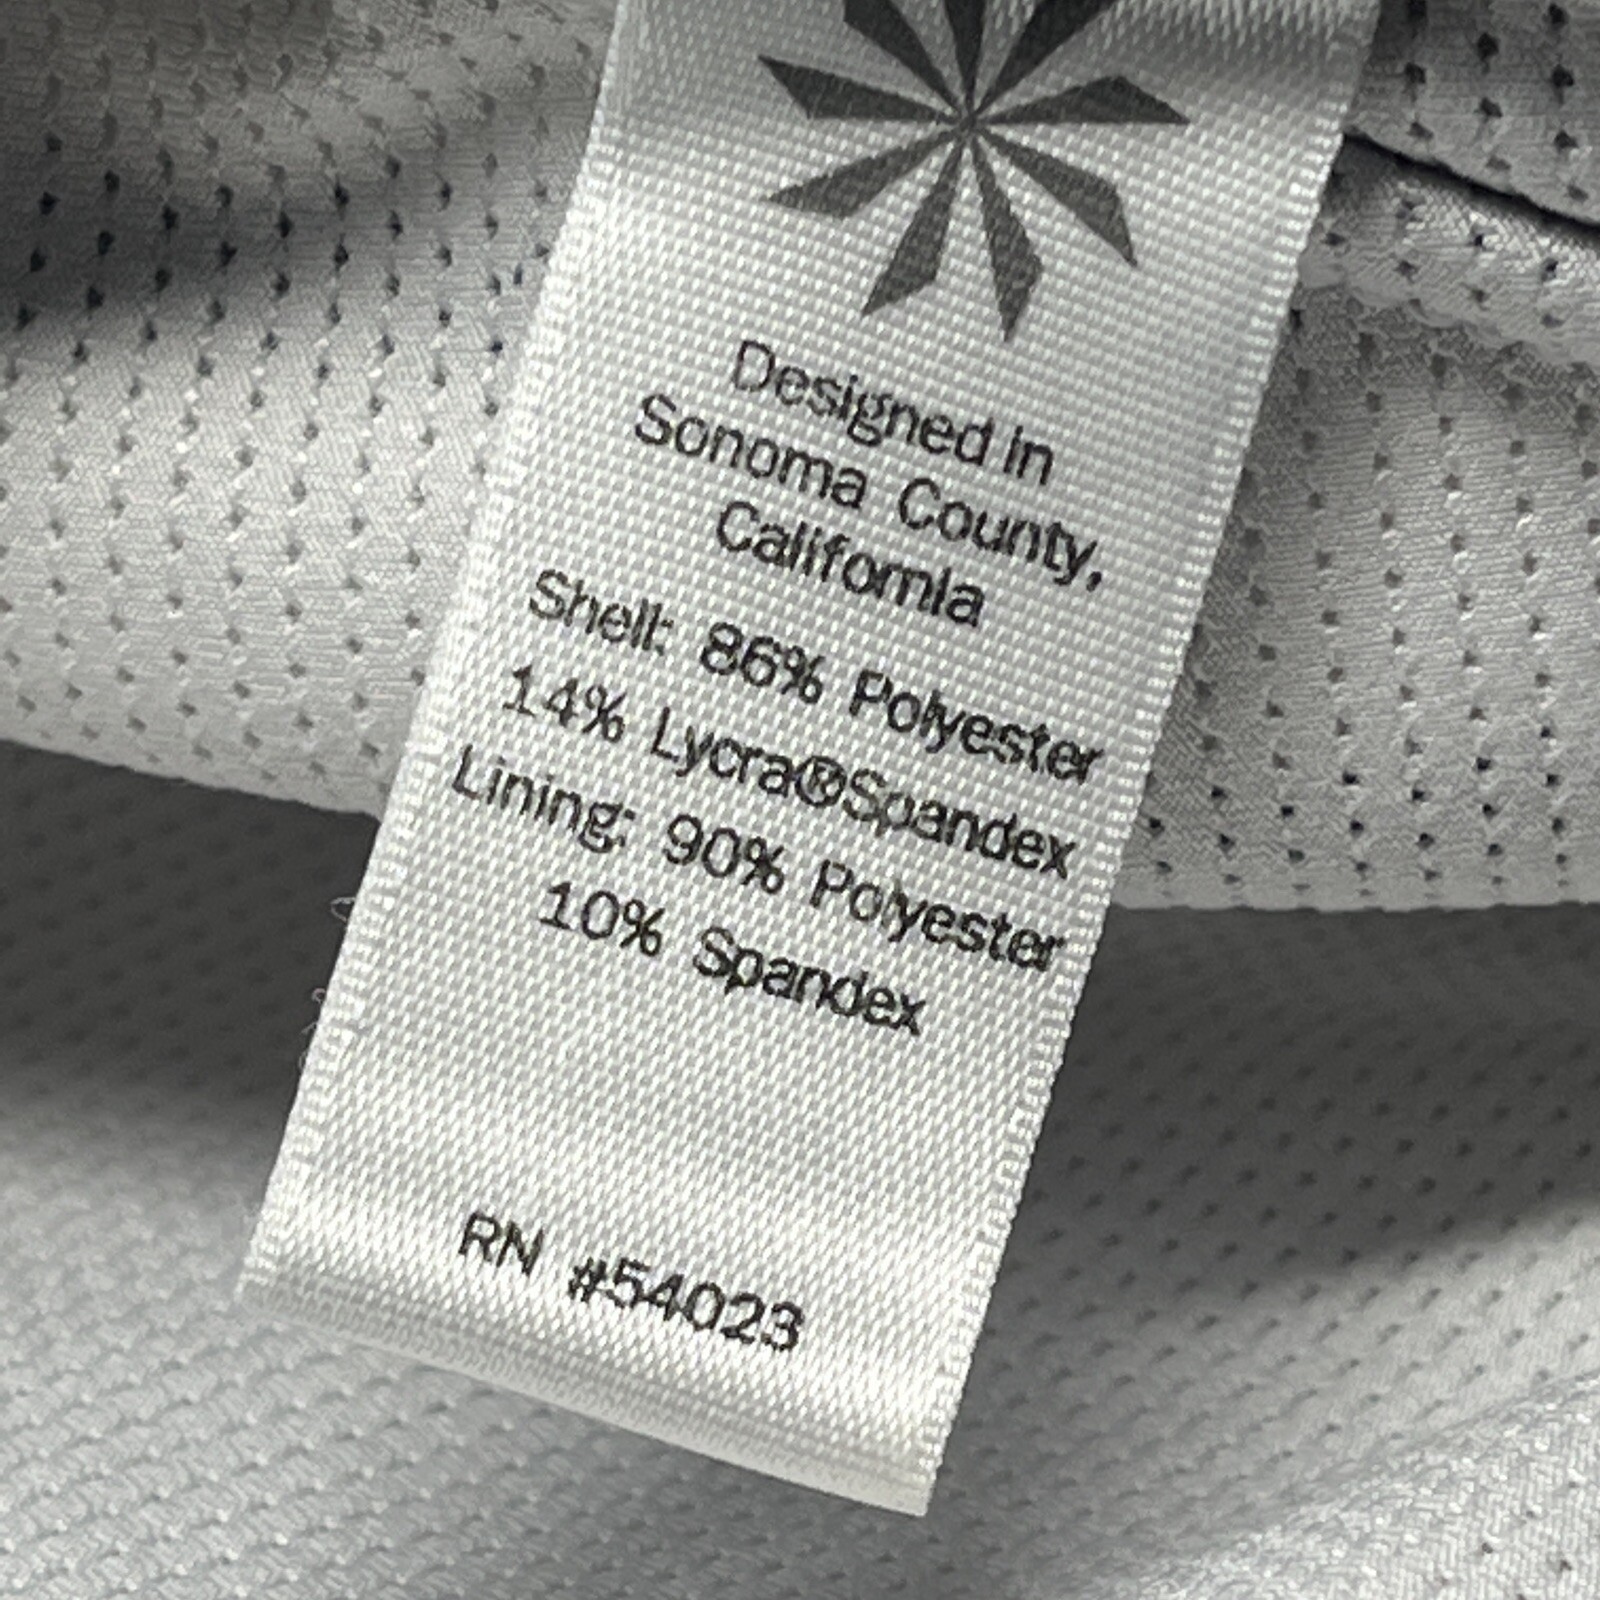 Designed in
Sonoma County,
California
Shell: 86% Polyester
14% Lycra®Spandex
Lining: 90% Polyester
10% Spandex
RN #54023